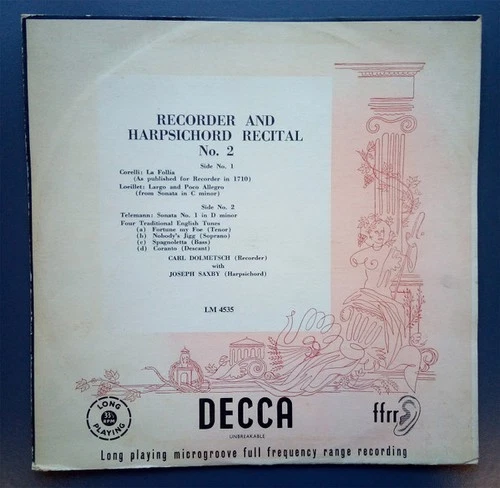 RECORDER AND
HARPSICHORD RECITAL
No. 2
Side No. 1
Corelli: La Follia
(As published for Recorder in 1710)
Loeillet: Largo and Poco Allegro
(from Sonata in C minor)
Side No. 2
Telemann: Sonata No. 1 in D minor
Four Traditional English Tunes
(a) Fortune my Foe (Tenor)
(b) Nobody's Jigg (Soprano)
(c) Spagnoletta (Bass)
(d) Coranto (Descant)
CARL DOLMETSCH (Recorder)
with
JOSEPH SAXBY (Harpsichord)
LM 4535
LONG
33⅓
RPM
PLAYING
DECCA
UNBREAKABLE
ffrr
Long playing microgroove full frequency range recording